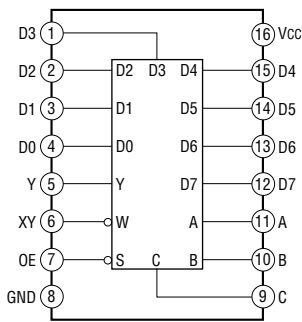 D3 1 16 VCC
D2 2 D2 D3 D4 15 D4
D1 3 D1 D5 14 D5
D0 4 D0 D6 13 D6
Y 5 Y D7 12 D7
XY 6 W A 11 A
OE 7 S C B 10 B
GND 8 9 C